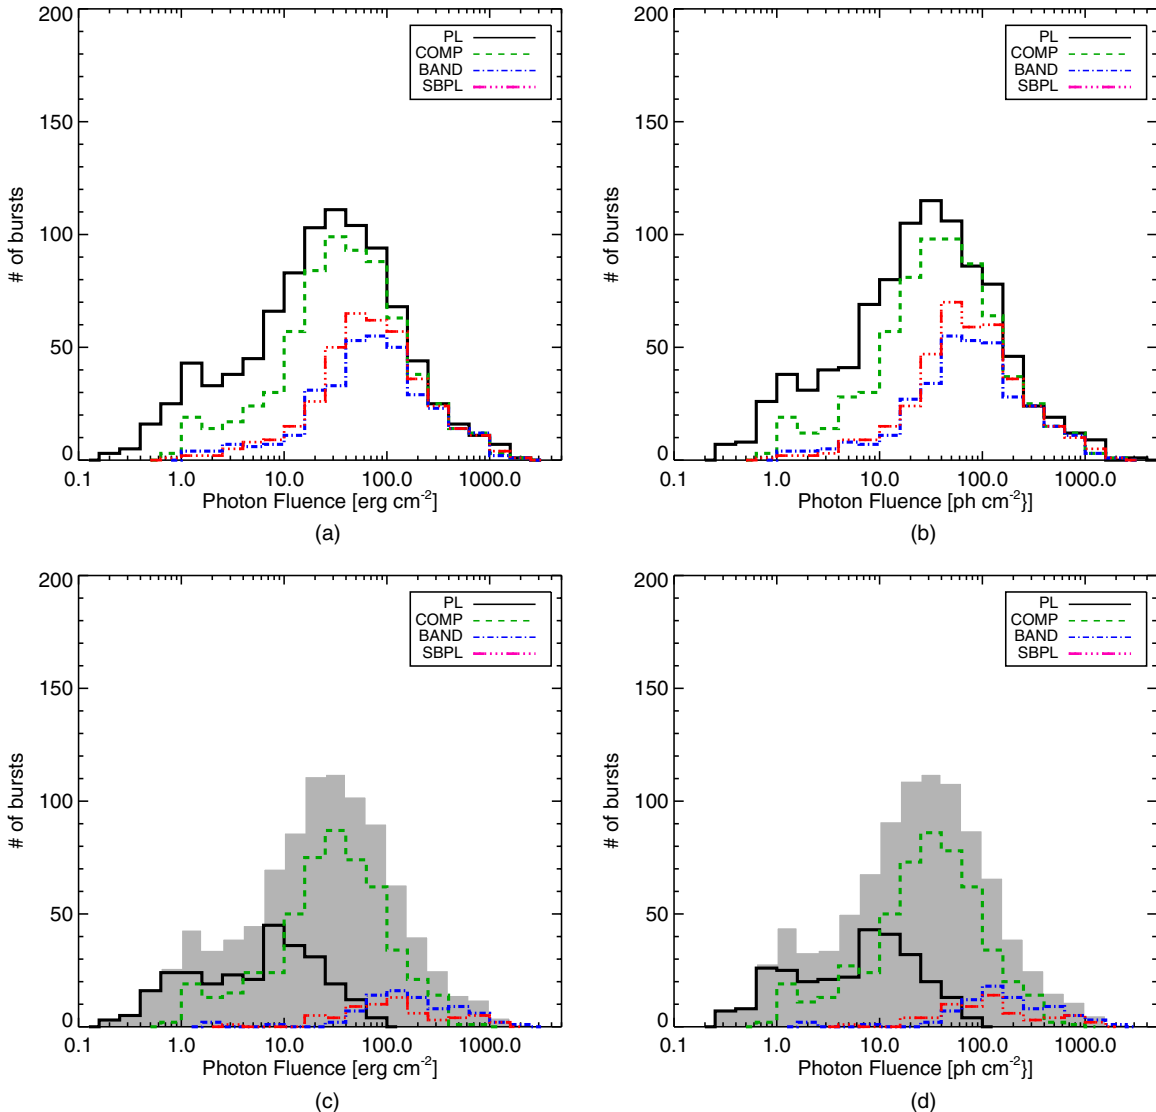 200
150
100
50
0
# of bursts
PL
COMP
BAND
SBPL
0.1 1.0 10.0 100.0 1000.0
Photon Fluence [erg cm-2]
(a)
200
150
100
50
0
# of bursts
PL
COMP
BAND
SBPL
0.1 1.0 10.0 100.0 1000.0
Photon Fluence [ph cm-2}]
(b)
200
150
100
50
0
# of bursts
PL
COMP
BAND
SBPL
0.1 1.0 10.0 100.0 1000.0
Photon Fluence [erg cm-2]
(c)
200
150
100
50
0
# of bursts
PL
COMP
BAND
SBPL
0.1 1.0 10.0 100.0 1000.0
Photon Fluence [ph cm-2}]
(d)